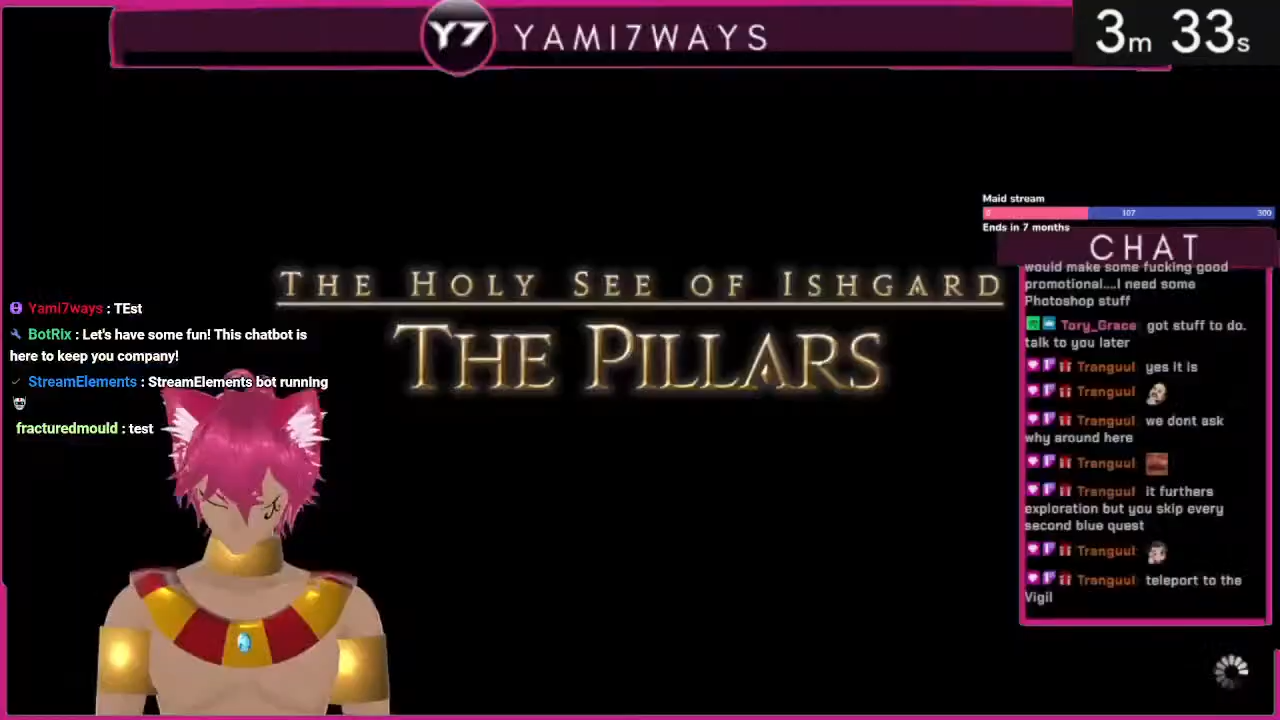 Y7 YAMI7WAYS
3m 33s
Maid stream
0 107 300
Ends in 7 months
CHAT
THE HOLY SEE OF ISHGARD
THE PILLARS
Yami7ways : TEst
BotRix : Let's have some fun! This chatbot is
here to keep you company!
StreamElements : StreamElements bot running
fracturedmould : test
would make some fucking good
promotional....I need some
Photoshop stuff
Tory_Grace got stuff to do.
talk to you later
Tranguul yes it is
Tranguul
Tranguul we dont ask
why around here
Tranguul
Tranguul it furthers
exploration but you skip every
second blue quest
Tranguul
Tranguul teleport to the
Vigil